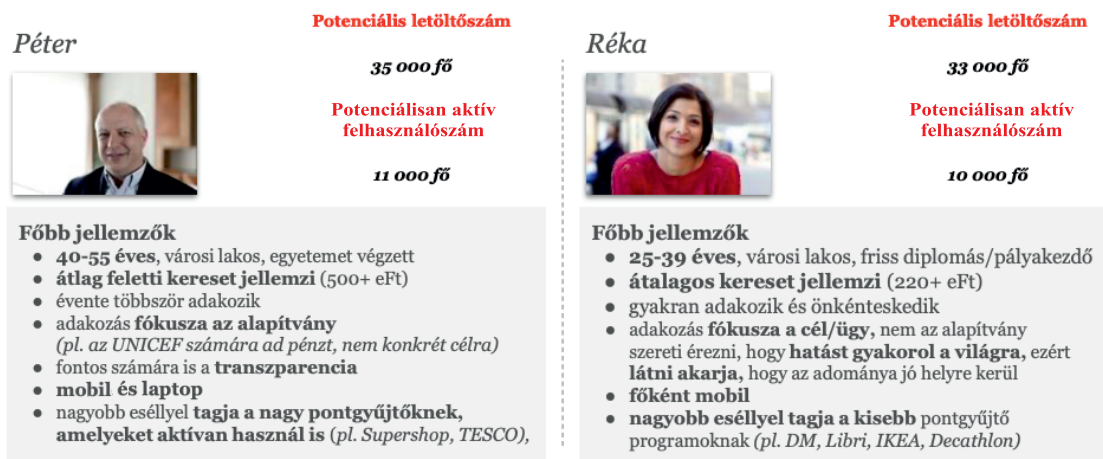 Péter
Potenciális letöltőszám
35 000 fő
Potenciálisan aktív
felhasználószám
11 000 fő
Főbb jellemzők
● 40-55 éves, városi lakos, egyetemet végzett
● átlag feletti kereset jellemzi (500+ eFt)
● évente többször adakozik
● adakozás fókusza az alapítvány
(pl. az UNICEF számára ad pénzt, nem konkrét célra)
● fontos számára is a transzparencia
● mobil és laptop
● nagyobb eséllyel tagja a nagy pontgyűjtőknek,
amelyeket aktívan használ is (pl. Supershop, TESCO),
Réka
Potenciális letöltőszám
33 000 fő
Potenciálisan aktív
felhasználószám
10 000 fő
Főbb jellemzők
● 25-39 éves, városi lakos, friss diplomás/pályakezdő
● átalagos kereset jellemzi (220+ eFt)
● gyakran adakozik és önkénteskedik
● adakozás fókusza a cél/ügy, nem az alapítvány
szereti érezni, hogy hatást gyakorol a világra, ezért
látni akarja, hogy az adománya jó helyre kerül
● főként mobil
● nagyobb eséllyel tagja a kisebb pontgyűjtő
programoknak (pl. DM, Libri, IKEA, Decathlon)